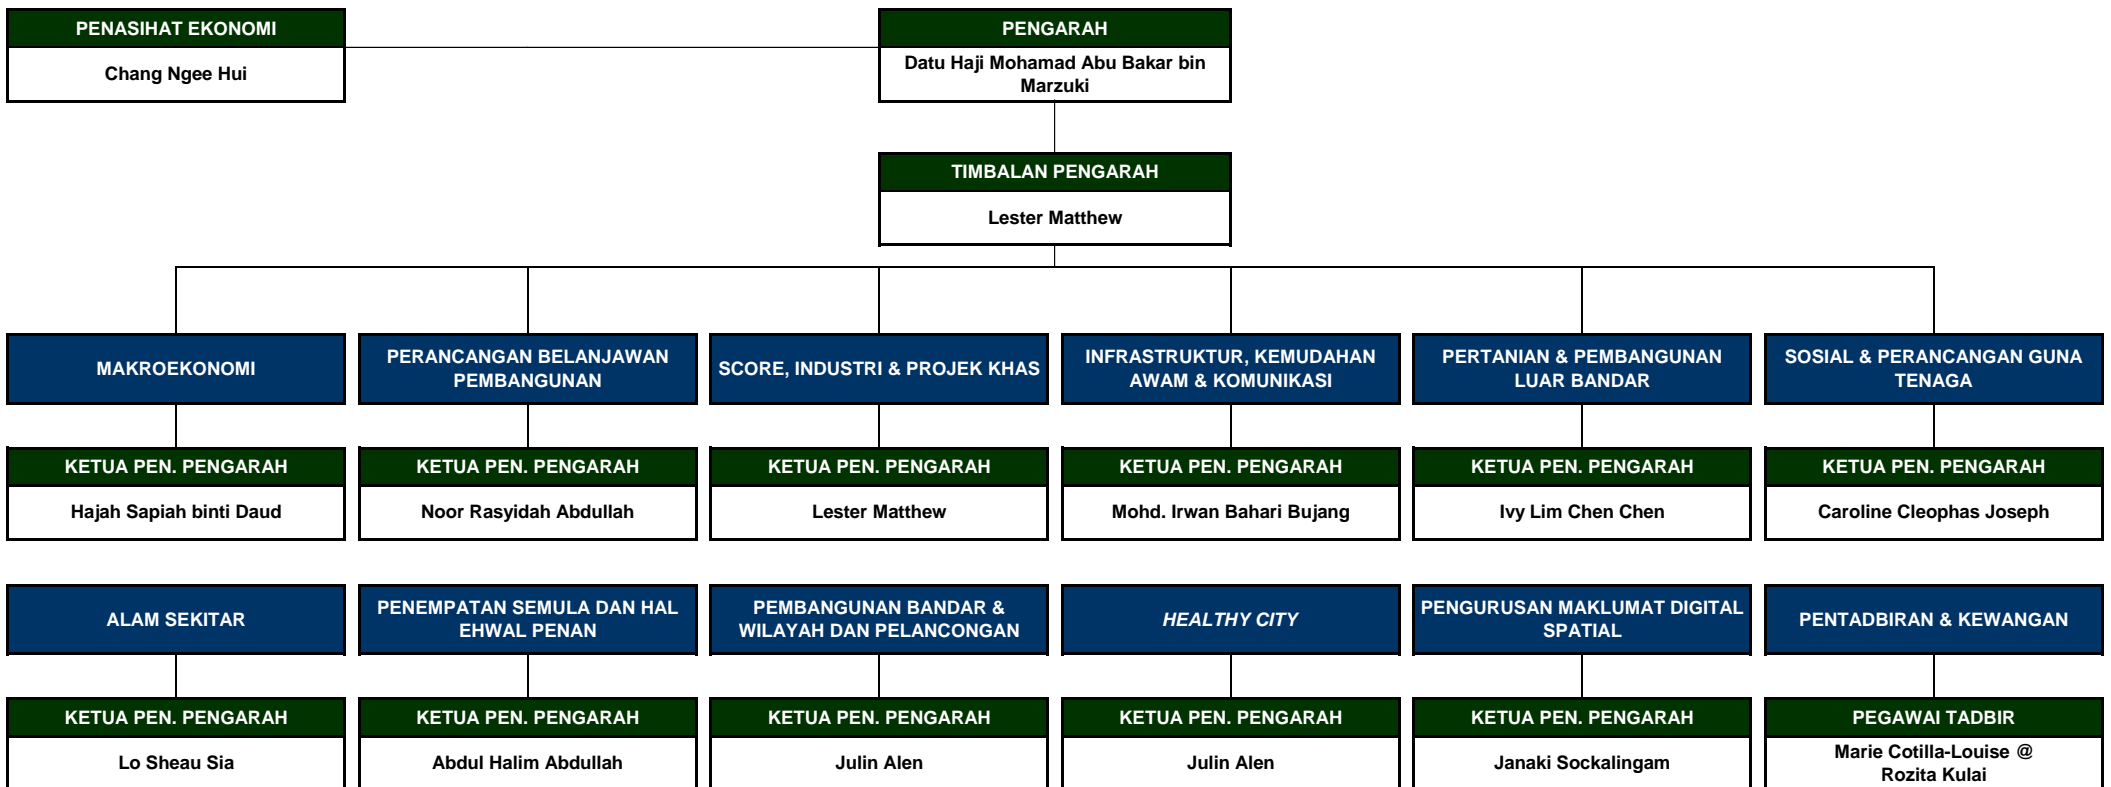 PENASIHAT EKONOMI
Chang Ngee Hui
PENGARAH
Datu Haji Mohamad Abu Bakar bin
Marzuki
TIMBALAN PENGARAH
Lester Matthew
MAKROEKONOMI
KETUA PEN. PENGARAH
Hajah Sapiah binti Daud
PERANCANGAN BELANJAWAN
PEMBANGUNAN
KETUA PEN. PENGARAH
Noor Rasyidah Abdullah
SCORE, INDUSTRI & PROJEK KHAS
KETUA PEN. PENGARAH
Lester Matthew
INFRASTRUKTUR, KEMUDAHAN
AWAM & KOMUNIKASI
KETUA PEN. PENGARAH
Mohd. Irwan Bahari Bujang
PERTANIAN & PEMBANGUNAN
LUAR BANDAR
KETUA PEN. PENGARAH
Ivy Lim Chen Chen
SOSIAL & PERANCANGAN GUNA
TENAGA
KETUA PEN. PENGARAH
Caroline Cleophas Joseph
ALAM SEKITAR
KETUA PEN. PENGARAH
Lo Sheau Sia
PENEMPATAN SEMULA DAN HAL
EHWAL PENAN
KETUA PEN. PENGARAH
Abdul Halim Abdullah
PEMBANGUNAN BANDAR &
WILAYAH DAN PELANCONGAN
KETUA PEN. PENGARAH
Julin Alen
HEALTHY CITY
KETUA PEN. PENGARAH
Julin Alen
PENGURUSAN MAKLUMAT DIGITAL
SPATIAL
KETUA PEN. PENGARAH
Janaki Sockalingam
PENTADBIRAN & KEWANGAN
PEGAWAI TADBIR
Marie Cotilla-Louise @
Rozita Kulai